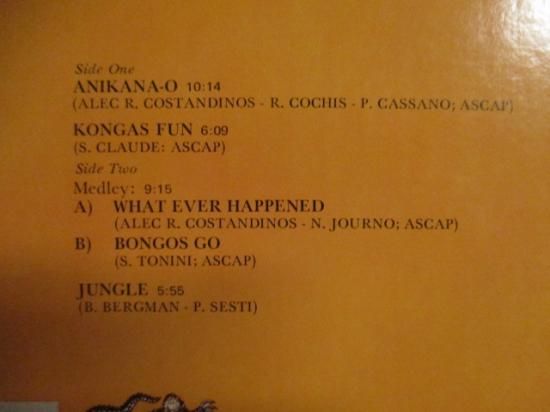 Side One
ANIKANA-O 10:14
(ALEC R. COSTANDINOS - R. COCHIS - P. CASSANO; ASCAP)
KONGAS FUN 6:09
(S. CLAUDE: ASCAP)
Side Two
Medley: 9:15
A) WHAT EVER HAPPENED
(ALEC R. COSTANDINOS - N. JOURNO; ASCAP)
B) BONGOS GO
(S. TONINI; ASCAP)
JUNGLE 5:55
(B. BERGMAN - P. SESTI)